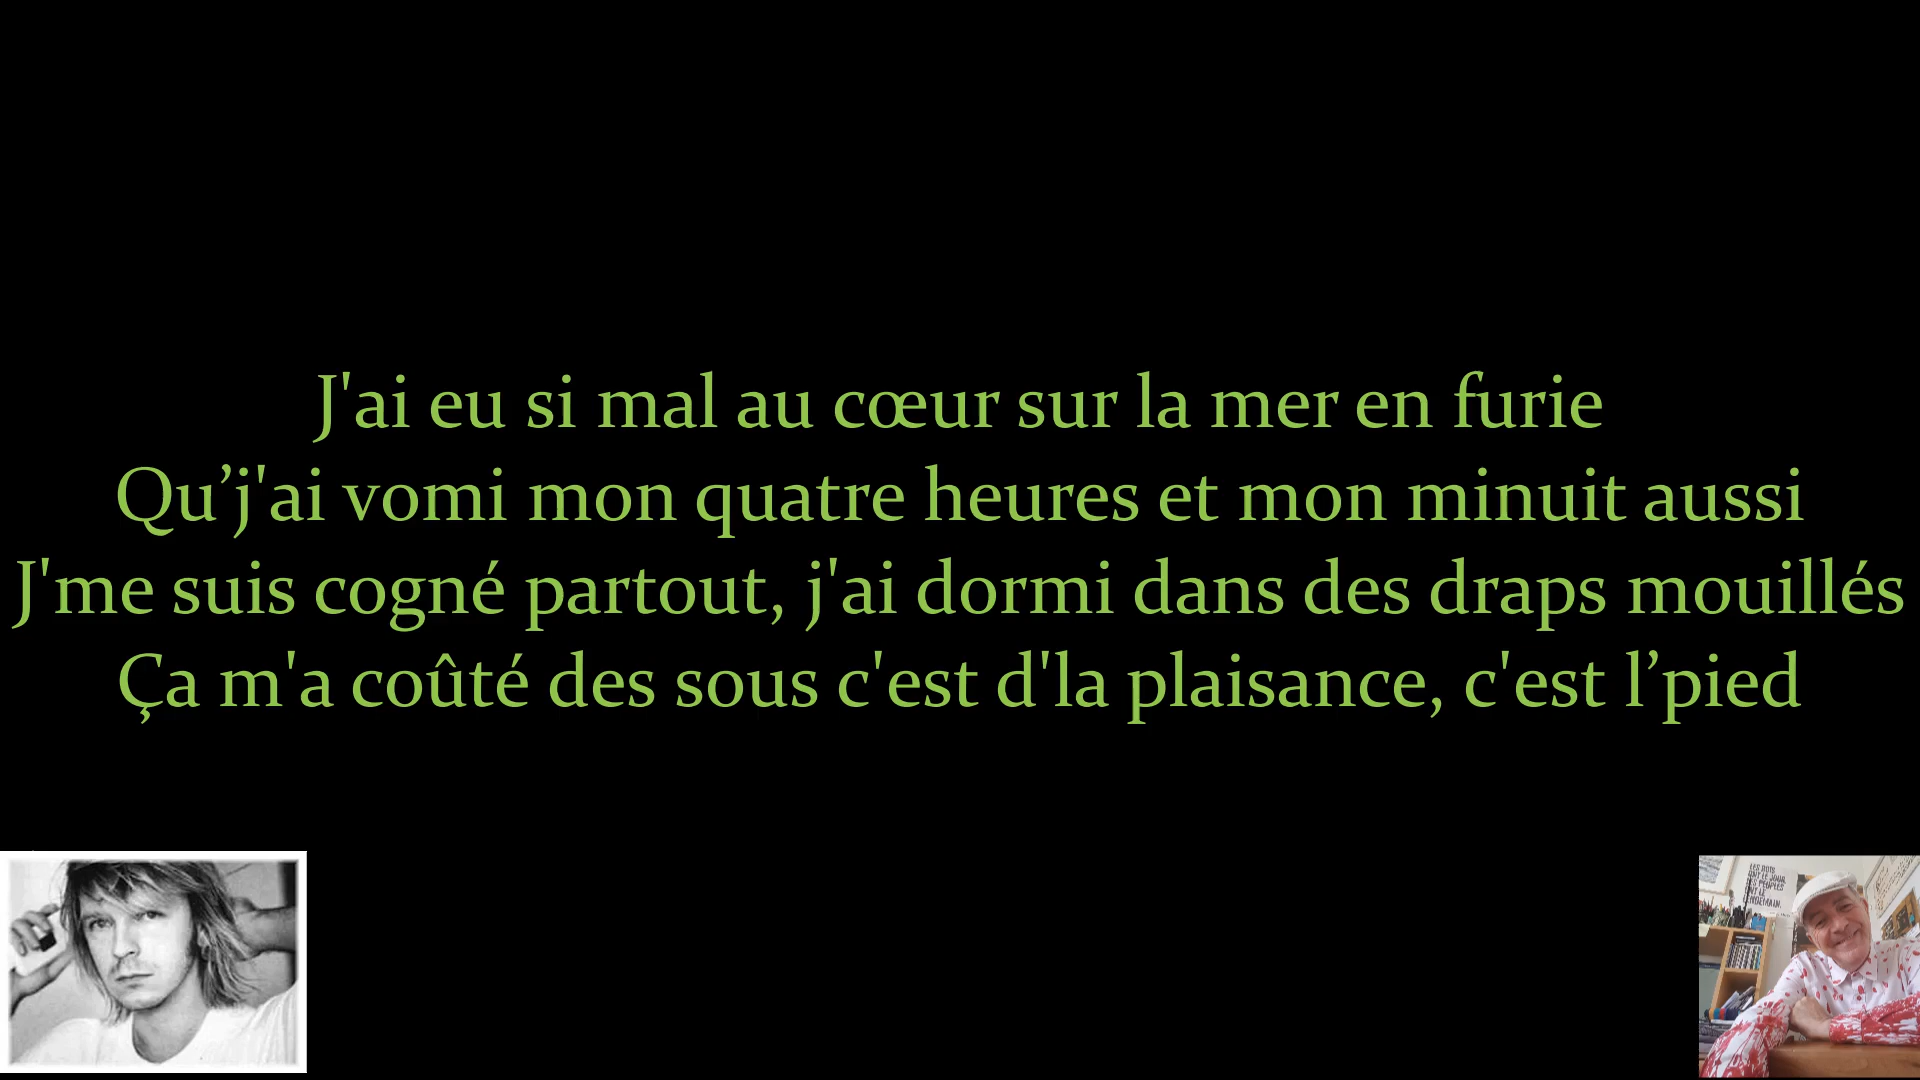 J'ai eu si mal au cœur sur la mer en furie
Qu’j'ai vomi mon quatre heures et mon minuit aussi
J'me suis cogné partout, j'ai dormi dans des draps mouillés
Ça m'a coûté des sous c'est d'la plaisance, c'est l’pied